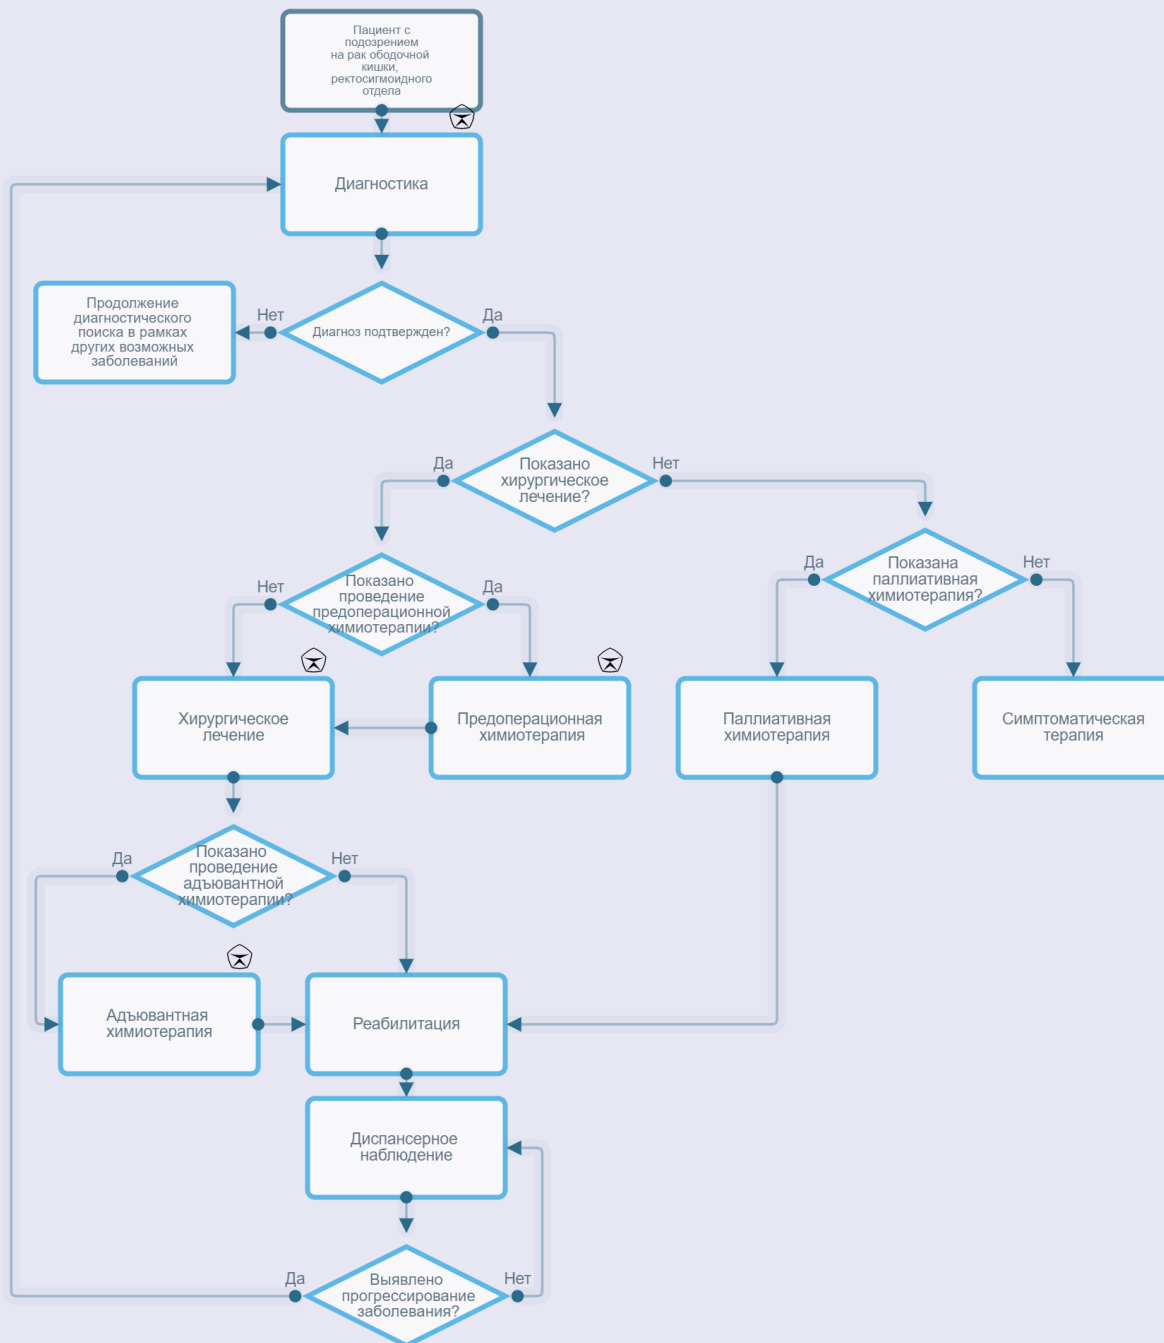 Пациент с
подозрением
на рак ободочной
кишки,
ректосигмоидного
отдела
Диагностика
Продолжение
диагностического
поиска в рамках
других возможных
заболеваний
Нет
Диагноз подтвержден?
Да
Да
Показано
хирургическое
лечение?
Нет
Нет
Показано
проведение
предоперационной
химиотерапии?
Да
Да
Показана
паллиативная
химиотерапия?
Нет
Хирургическое
лечение
Предоперационная
химиотерапия
Паллиативная
химиотерапия
Симптоматическая
терапия
Да
Показано
проведение
адъювантной
химиотерапии?
Нет
Адъювантная
химиотерапия
Реабилитация
Диспансерное
наблюдение
Да
Выявлено
прогрессирование
заболевания?
Нет